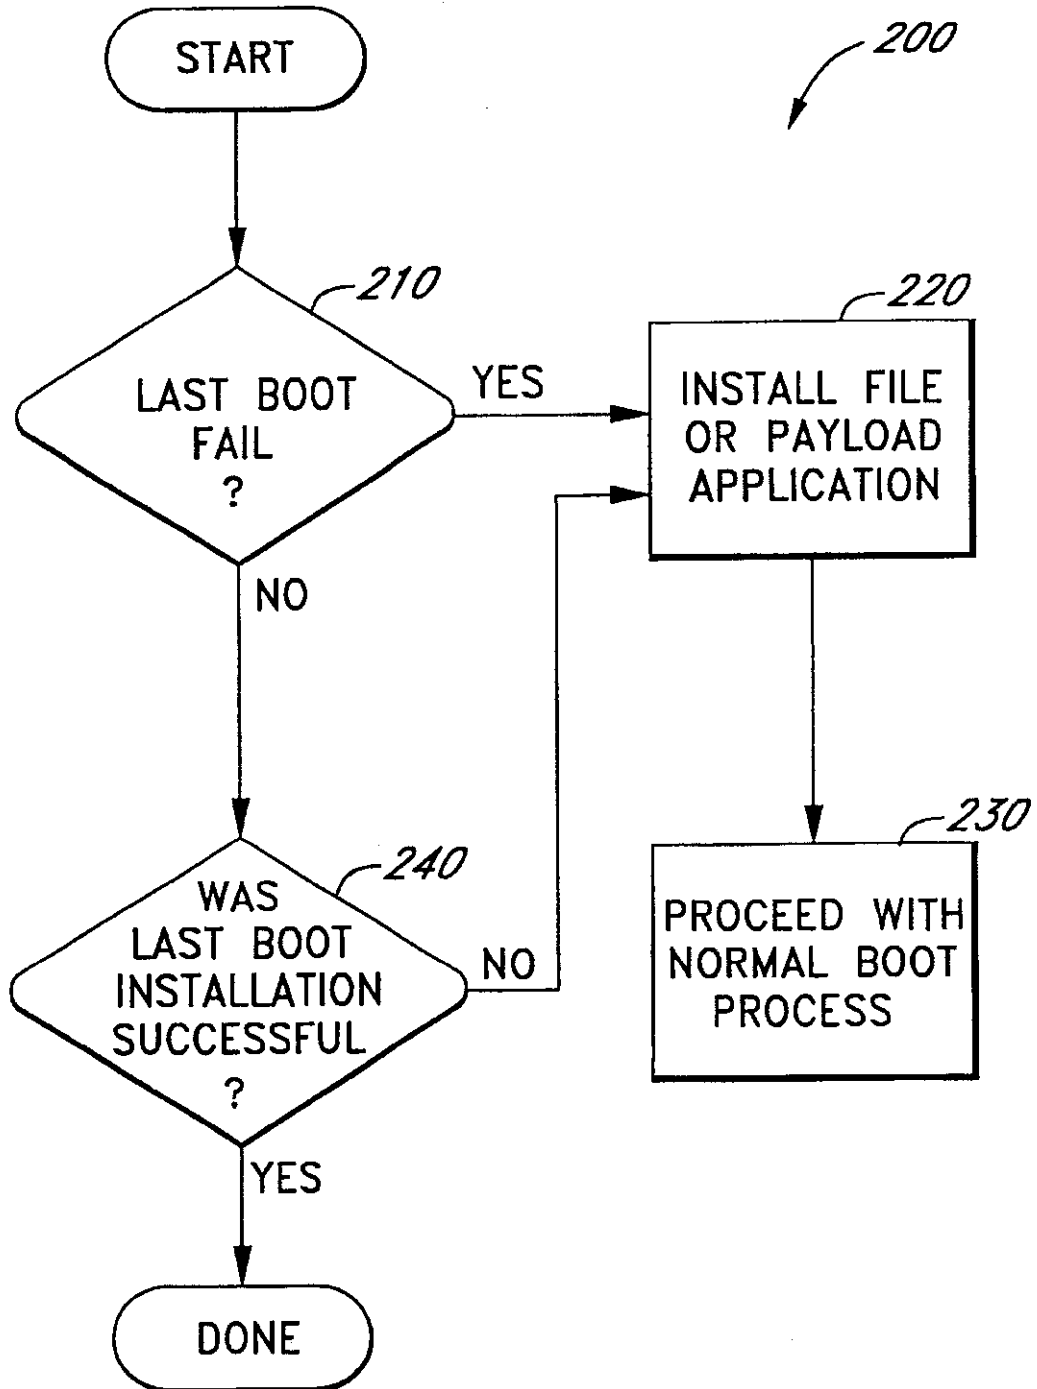 START
200
210
LAST BOOT
FAIL
?
YES
NO
220
INSTALL FILE
OR PAYLOAD
APPLICATION
230
PROCEED WITH
NORMAL BOOT
PROCESS
240
WAS
LAST BOOT
INSTALLATION
SUCCESSFUL
?
NO
YES
DONE